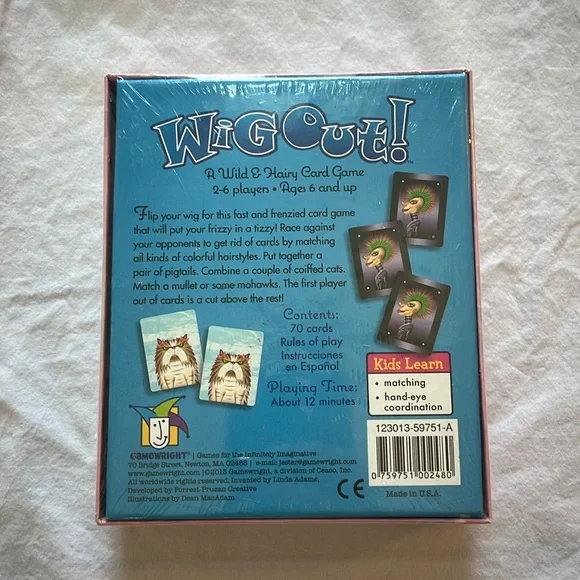 Wig Out!
A Wild & Hairy Card Game
2-6 players • Ages 6 and up
Flip your wig for this fast and frenzied card game
that will put your frizzy in a tizzy! Race against
your opponents to get rid of cards by matching
all kinds of colorful hairstyles. Put together a
pair of pigtails. Combine a couple of coiffed cats.
Match a mullet or some mohawks. The first player
out of cards is a cut above the rest!
Contents:
70 cards
Rules of play
Instrucciones
en Español
Playing Time:
About 12 minutes
Kids Learn
• matching
• hand-eye
coordination
123013-59751-A
0 759751 002480
Made in U.S.A.
CE
GAMEWRIGHT® | Games for the Infinitely Imaginative
70 Bridge Street, Newton, MA 02458 | e-mail: jester@gamewright.com
www.gamewright.com | ©2013 Gamewright, a division of Ceaco, Inc.
All worldwide rights reserved. Invented by Linda Adams,
Developed by Forrest-Pruzan Creative
Illustrations by Dean MacAdam